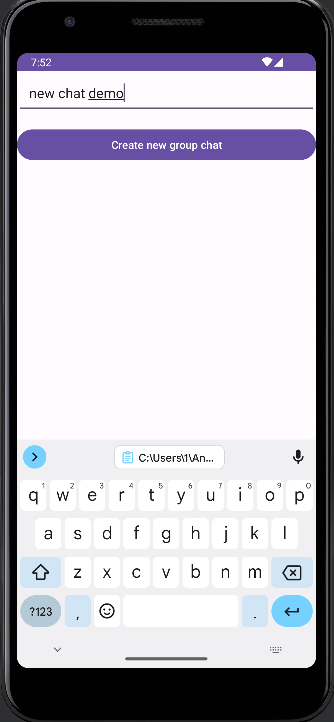 7:52
new chat demo
Create new group chat
C:\Users\1\An...
1 2 3 4 5 6 7 8 9 0
q w e r t y u i o p
a s d f g h j k l
z x c v b n m
?123 , .